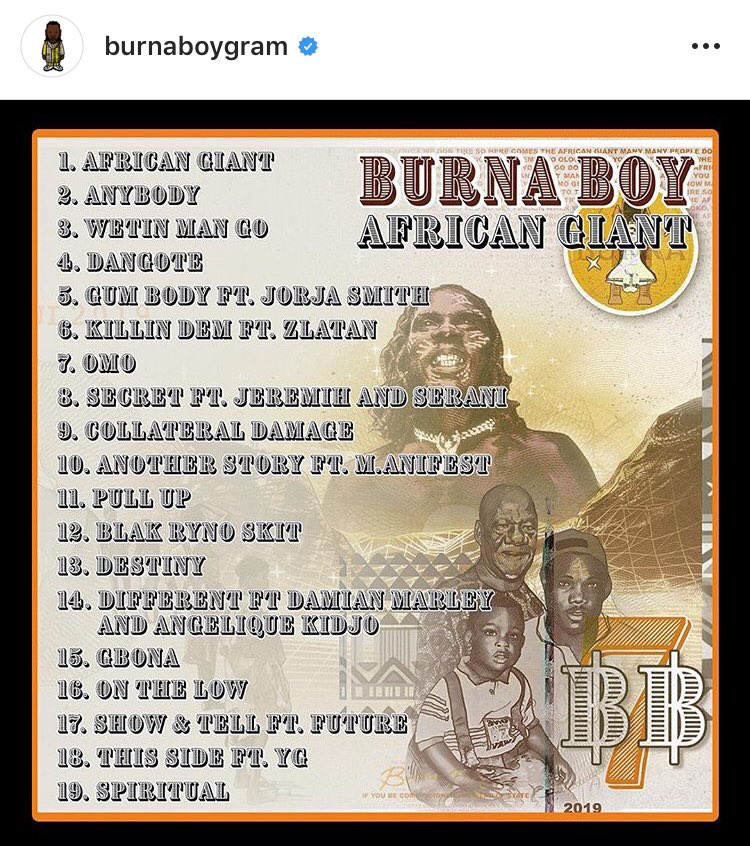 burnaboygram
BURNA BOY
AFRICAN GIANT
1. AFRICAN GIANT
2. ANYBODY
3. WETIN MAN GO
4. DANGOTE
5. GUM BODY FT. JORJA SMITH
6. KILLIN DEM FT. ZLATAN
7. OMO
8. SECRET FT. JEREMIH AND SERANI
9. COLLATERAL DAMAGE
10. ANOTHER STORY FT. M.ANIFEST
11. PULL UP
12. BLAK RYNO SKIT
13. DESTINY
14. DIFFERENT FT DAMIAN MARLEY
AND ANGELIQUE KIDJO
15. GBONA
16. ON THE LOW
17. SHOW & TELL FT. FUTURE
18. THIS SIDE FT. YG
19. SPIRITUAL
7
BB
2019